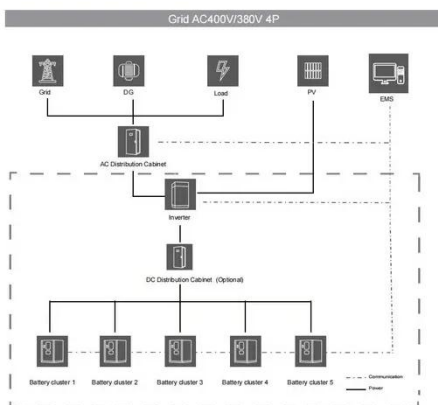 Grid AC400V/380V 4P
Grid
DG
Load
PV
EMS
AC Distribution Cabinet
Inverter
DC Distribution Cabinet (Optional)
Battery cluster 1
Battery cluster 2
Battery cluster 3
Battery cluster 4
Battery cluster 5
Communication
Power